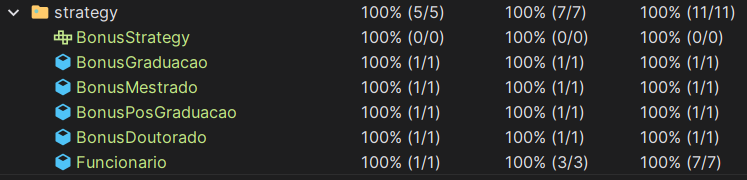 strategy 100% (5/5) 100% (7/7) 100% (11/11)
BonusStrategy 100% (0/0) 100% (0/0) 100% (0/0)
BonusGraduacao 100% (1/1) 100% (1/1) 100% (1/1)
BonusMestrado 100% (1/1) 100% (1/1) 100% (1/1)
BonusPosGraduacao 100% (1/1) 100% (1/1) 100% (1/1)
BonusDoutorado 100% (1/1) 100% (1/1) 100% (1/1)
Funcionario 100% (1/1) 100% (3/3) 100% (7/7)